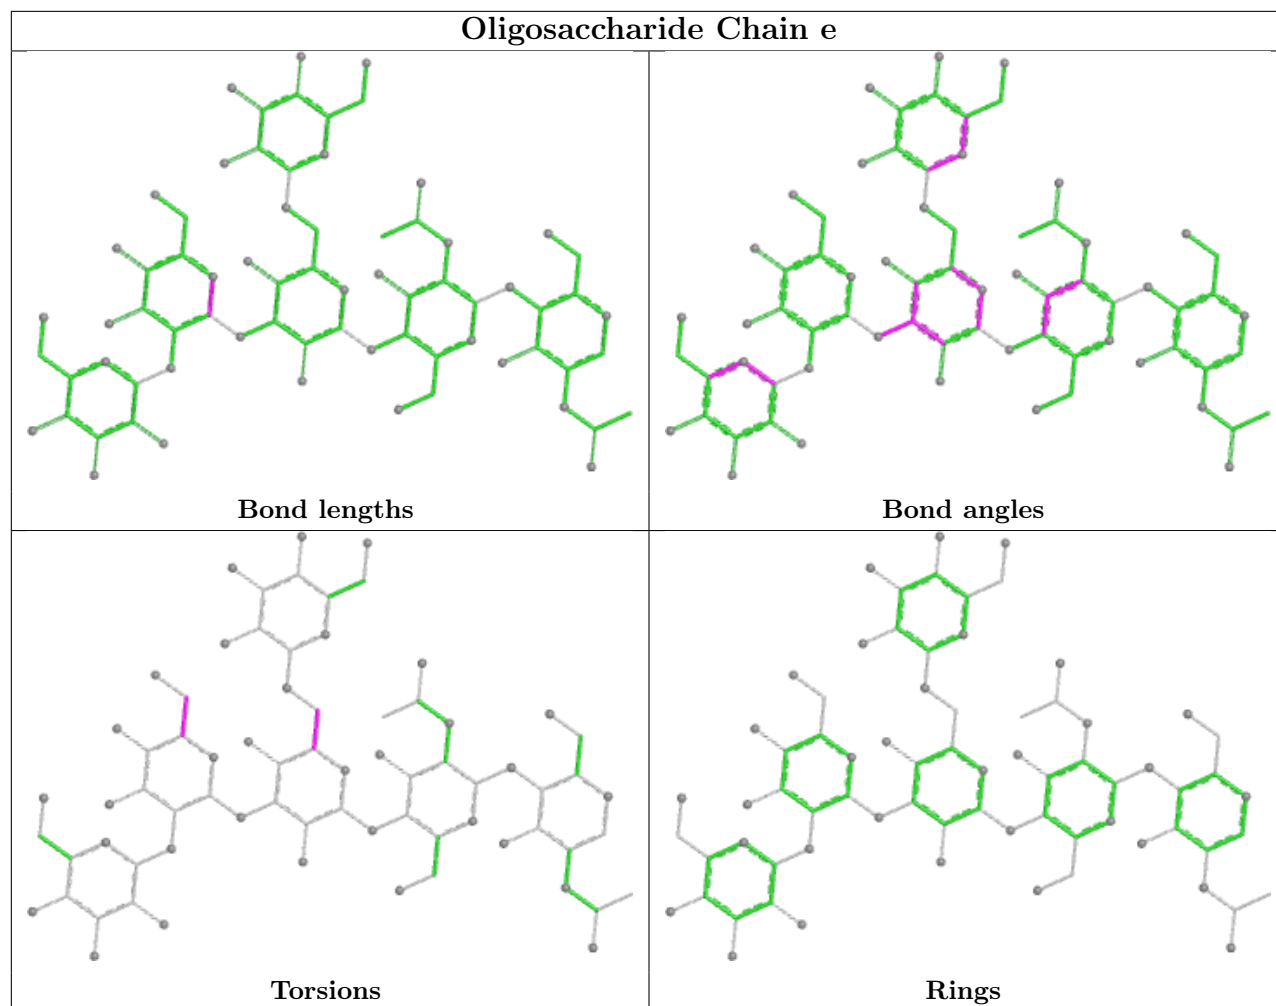 Oligosaccharide Chain e
Bond lengths
Bond angles
Torsions
Rings